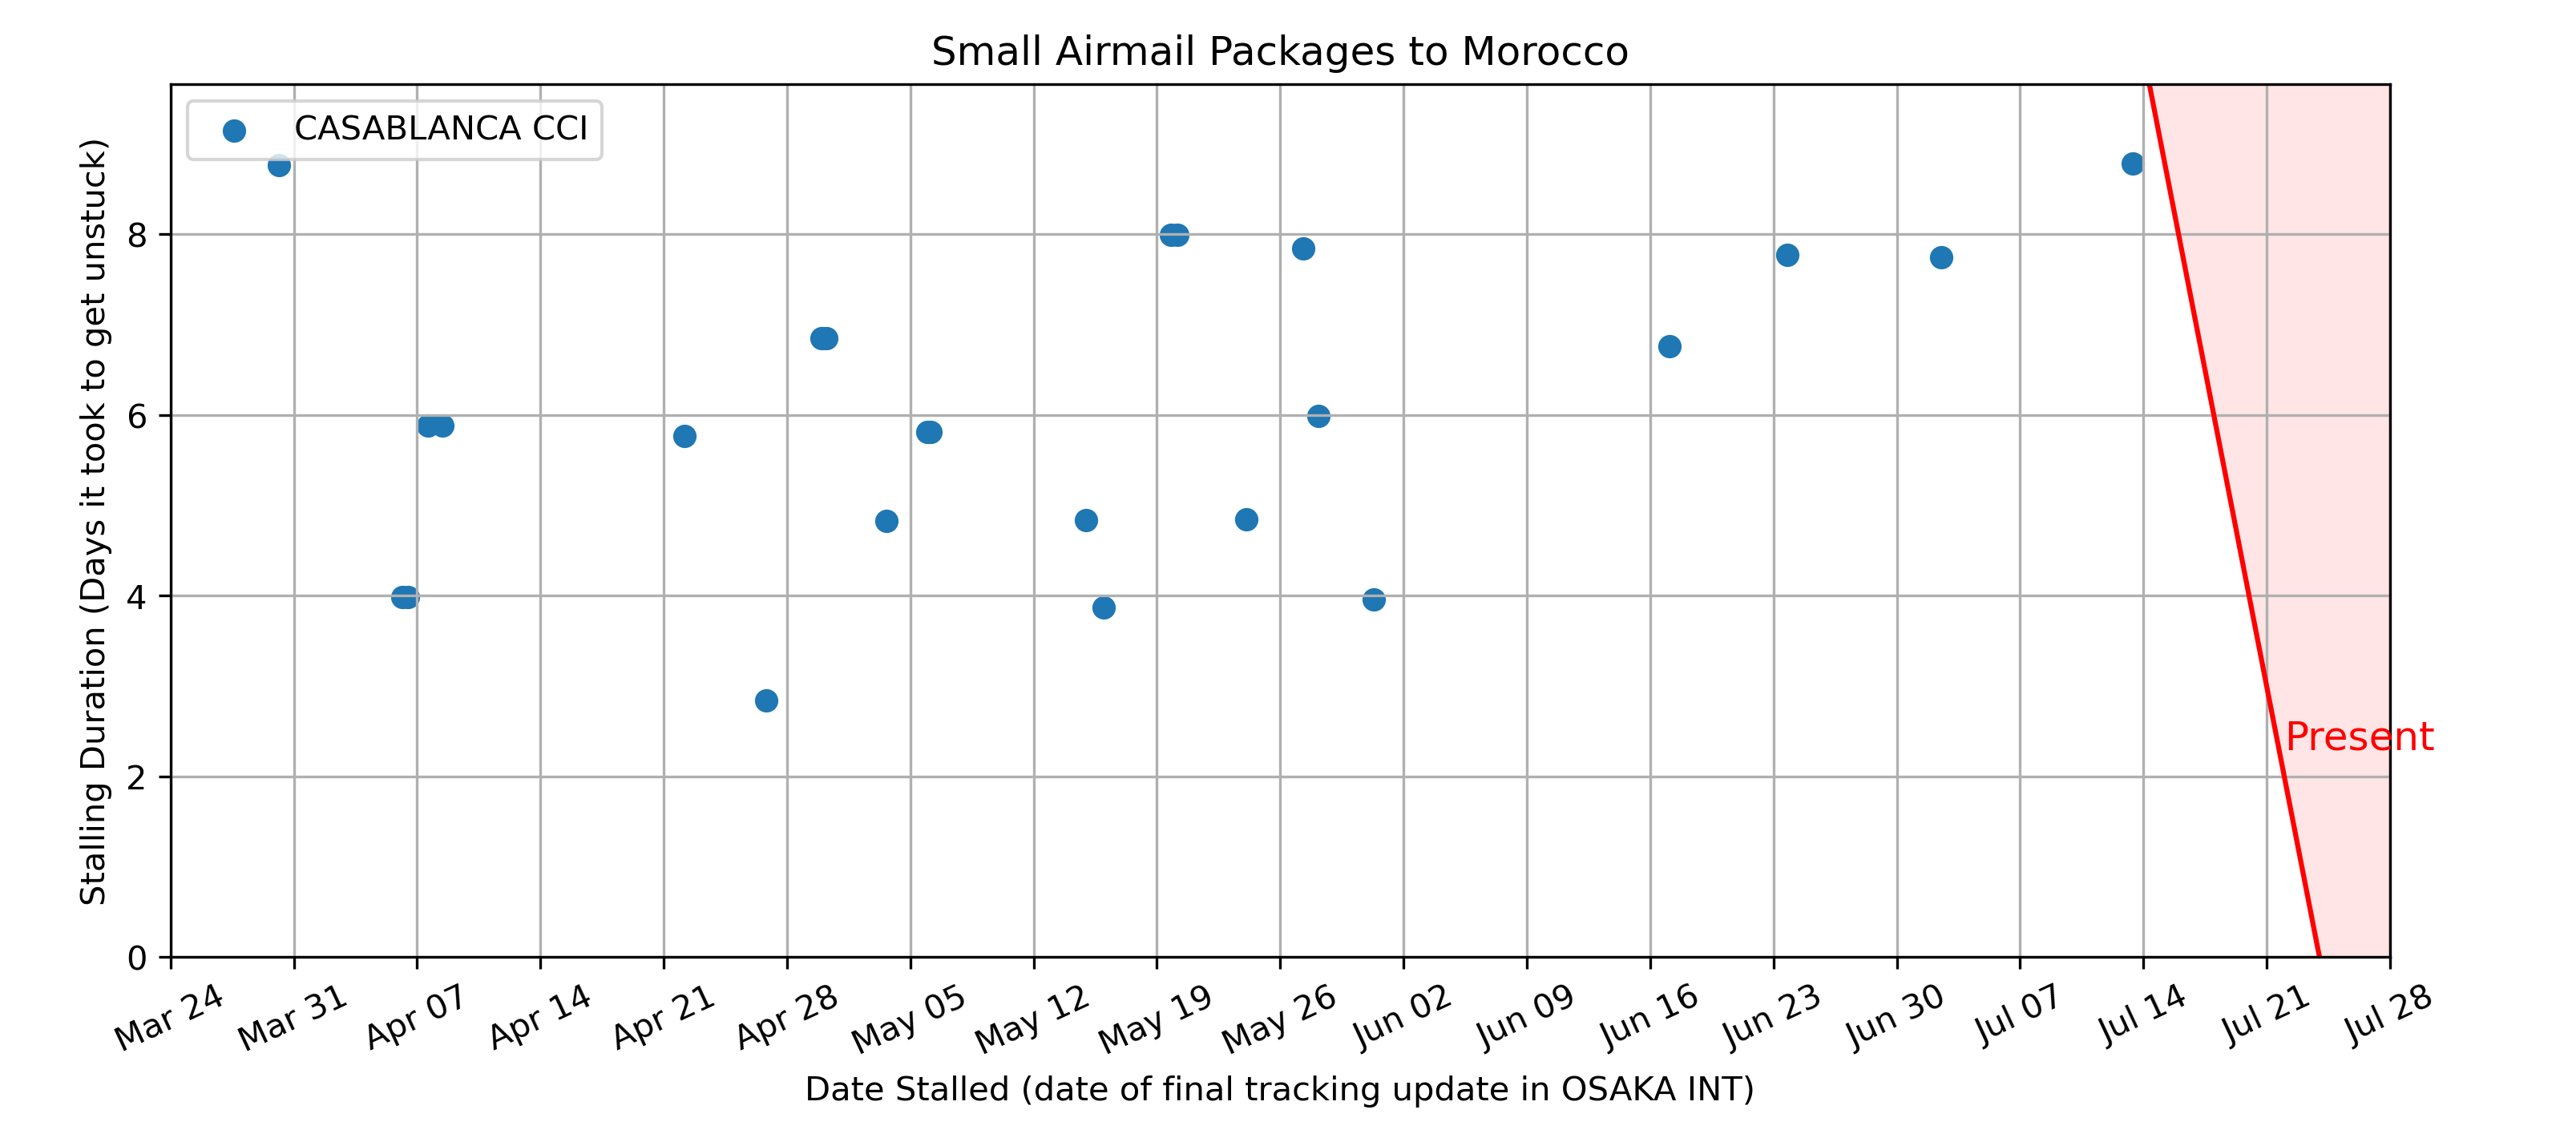 Small Airmail Packages to Morocco
CASABLANCA CCI
Stalling Duration (Days it took to get unstuck)
8
6
4
2
0
Present
Mar 24
Mar 31
Apr 07
Apr 14
Apr 21
Apr 28
May 05
May 12
May 19
May 26
Jun 02
Jun 09
Jun 16
Jun 23
Jun 30
Jul 07
Jul 14
Jul 21
Jul 28
Date Stalled (date of final tracking update in OSAKA INT)